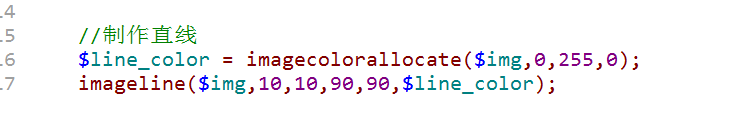 14
15 //制作直线
16 $line_color = imagecolorallocate($img,0,255,0);
17 imageline($img,10,10,90,90,$line_color);